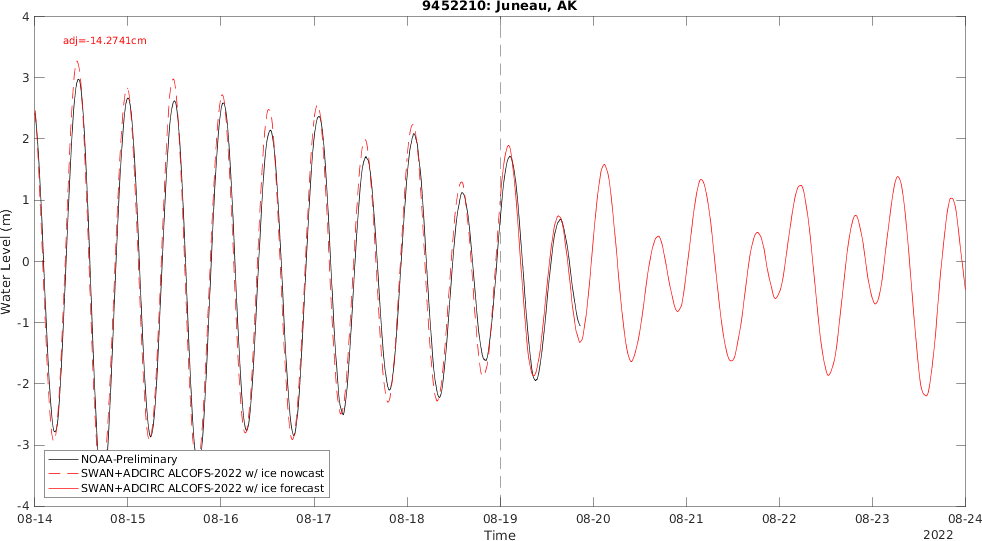 9452210: Juneau, AK
adj=-14.2741cm
4
3
2
1
0
-1
-2
-3
-4
Water Level (m)
NOAA-Preliminary
SWAN+ADCIRC ALCOFS-2022 w/ ice nowcast
SWAN+ADCIRC ALCOFS-2022 w/ ice forecast
08-14 08-15 08-16 08-17 08-18 08-19 08-20 08-21 08-22 08-23 08-24
Time
2022